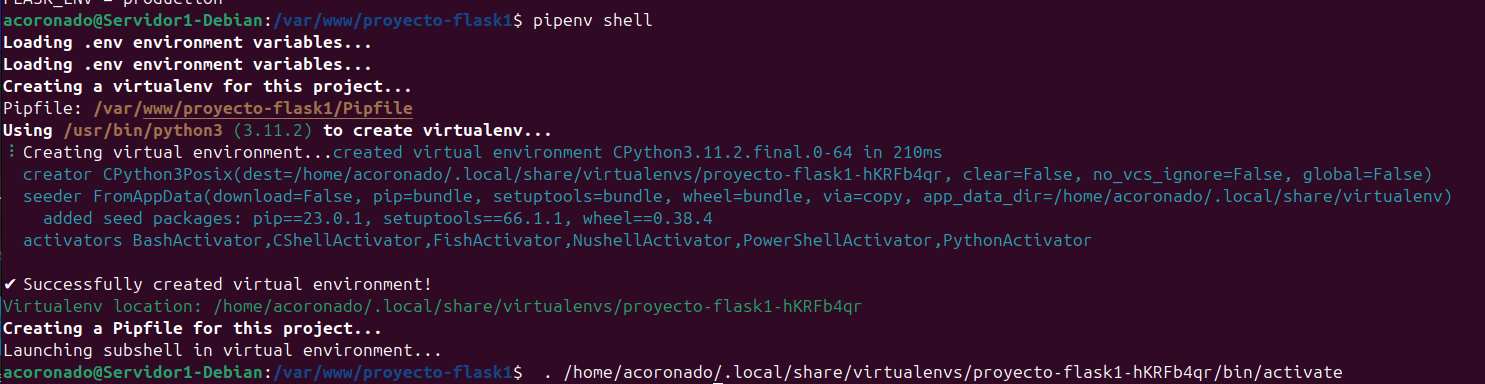 FLASK_ENV = production
acoronado@Servidor1-Debian:/var/www/proyecto-flask1$ pipenv shell
Loading .env environment variables...
Loading .env environment variables...
Creating a virtualenv for this project...
Pipfile: /var/www/proyecto-flask1/Pipfile
Using /usr/bin/python3 (3.11.2) to create virtualenv...
⠸ Creating virtual environment...created virtual environment CPython3.11.2.final.0-64 in 210ms
creator CPython3Posix(dest=/home/acoronado/.local/share/virtualenvs/proyecto-flask1-hKRFb4qr, clear=False, no_vcs_ignore=False, global=False)
seeder FromAppData(download=False, pip=bundle, setuptools=bundle, wheel=bundle, via=copy, app_data_dir=/home/acoronado/.local/share/virtualenv)
added seed packages: pip==23.0.1, setuptools==66.1.1, wheel==0.38.4
activators BashActivator,CShellActivator,FishActivator,NushellActivator,PowerShellActivator,PythonActivator
✔ Successfully created virtual environment!
Virtualenv location: /home/acoronado/.local/share/virtualenvs/proyecto-flask1-hKRFb4qr
Creating a Pipfile for this project...
Launching subshell in virtual environment...
acoronado@Servidor1-Debian:/var/www/proyecto-flask1$  . /home/acoronado/.local/share/virtualenvs/proyecto-flask1-hKRFb4qr/bin/activate